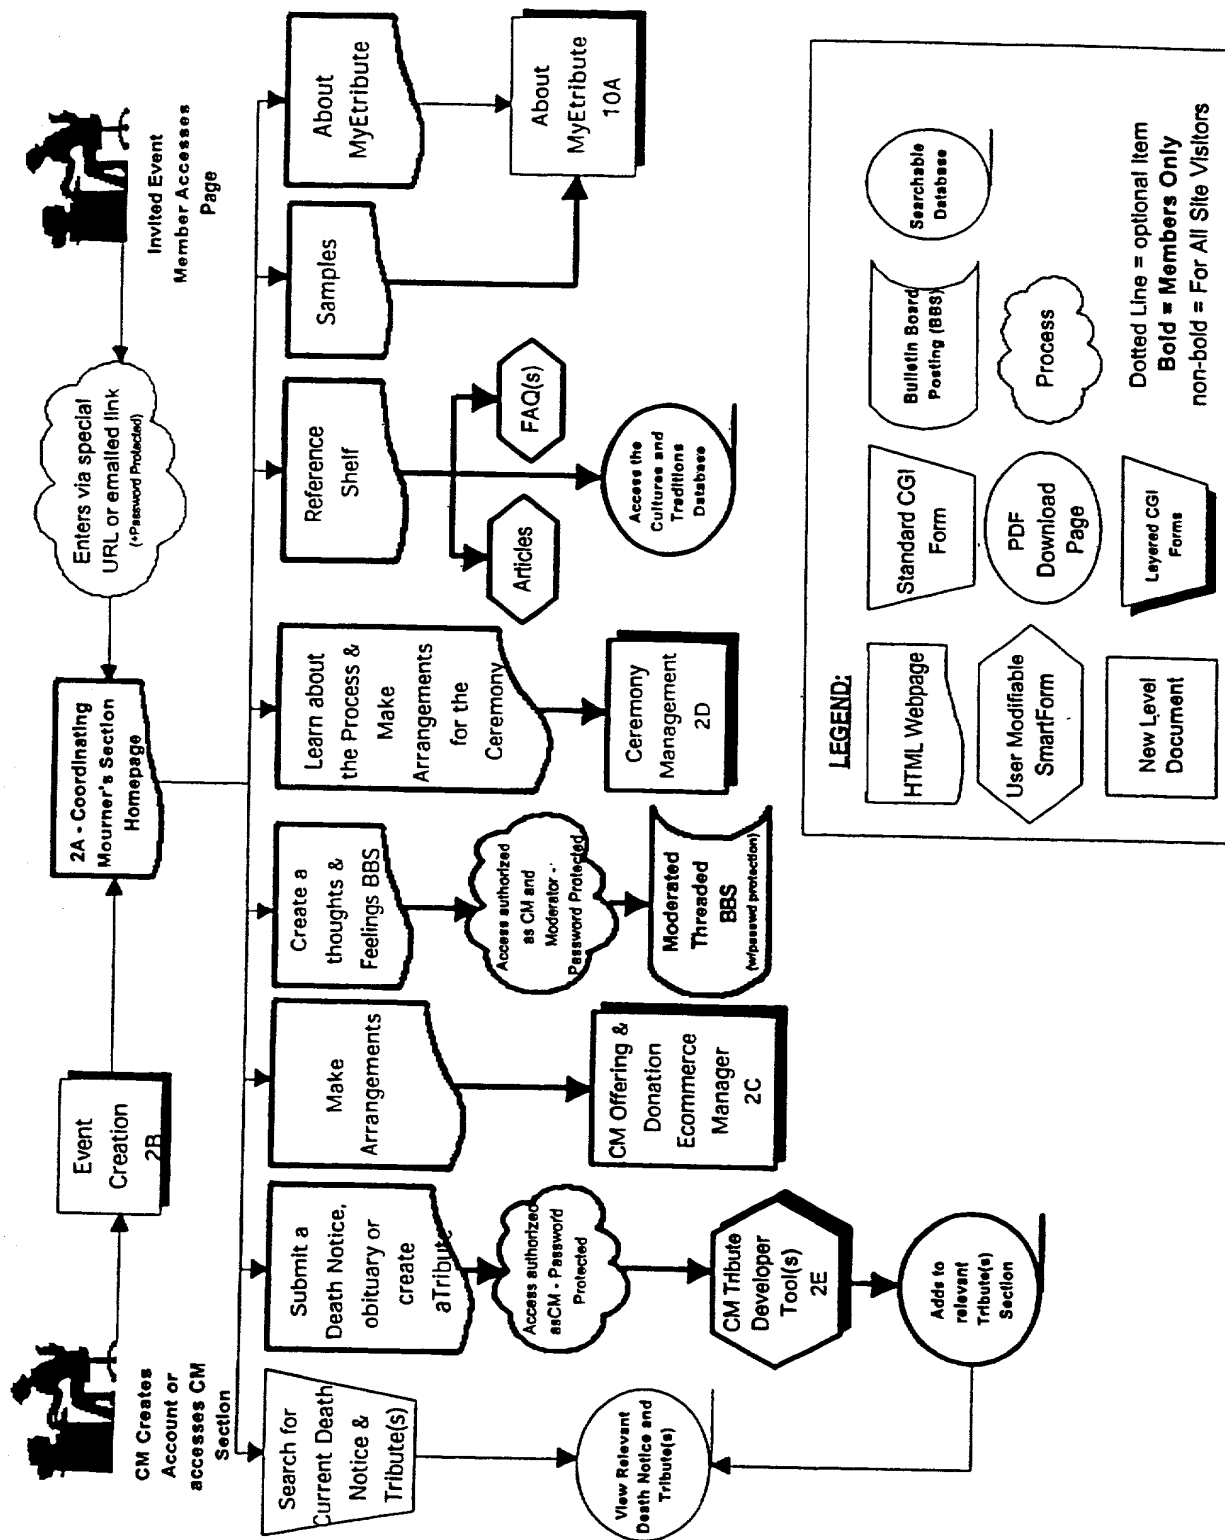 CM Creates
Account or
accesses CM
Section
Event
Creation
2B
2A - Coordinating
Mourner's Section
Homepage
Enters via special
URL or emailed link
(+Password Protected)
Invited Event
Member Accesses
Page
Search for
Current Death
Notice &
Tribute(s)
View Relevant
Death Notice and
Tribute(s)
Submit a
Death Notice,
obituary or
create
aTribute
Access authorized
asCM - Password
Protected
CM Tribute
Developer
Tool(s)
2E
Adds to
relevant
Tribute(s)
Section
Make
Arrangements
CM Offering &
Donation
Ecommerce
Manager
2C
Create a
thoughts &
Feelings BBS
Access authorized
as CM and
Moderator -
Password Protected
Moderated
Threaded
BBS
(w/passwd protection)
Learn about
the Process &
Make
Arrangements
for the
Ceremony
Ceremony
Management
2D
Reference
Shelf
Articles
FAQ(s)
Access the
Cultures and
Traditions
Database
Samples
About
MyEtribute
About
MyEtribute
10A
LEGEND:
HTML Webpage
Standard CGI
Form
Bulletin Board
Posting (BBS)
Searchable
Database
User Modifiable
SmartForm
PDF
Download
Page
Process
New Level
Document
Layered CGI
Forms
Dotted Line = optional Item
Bold = Members Only
non-bold = For All Site Visitors